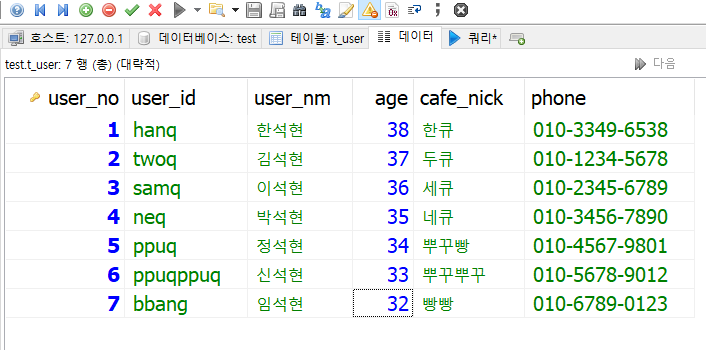 호스트: 127.0.0.1 데이터베이스: test 테이블: t_user 데이터 쿼리*
test.t_user: 7 행 (총) (대략적) 다음
user_no user_id user_nm age cafe_nick phone
1 hanq 한석현 38 한큐 010-3349-6538
2 twoq 김석현 37 두큐 010-1234-5678
3 samq 이석현 36 세큐 010-2345-6789
4 neq 박석현 35 네큐 010-3456-7890
5 ppuq 정석현 34 뿌꾸빵 010-4567-9801
6 ppuqppuq 신석현 33 뿌꾸뿌꾸 010-5678-9012
7 bbang 임석현 32 빵빵 010-6789-0123